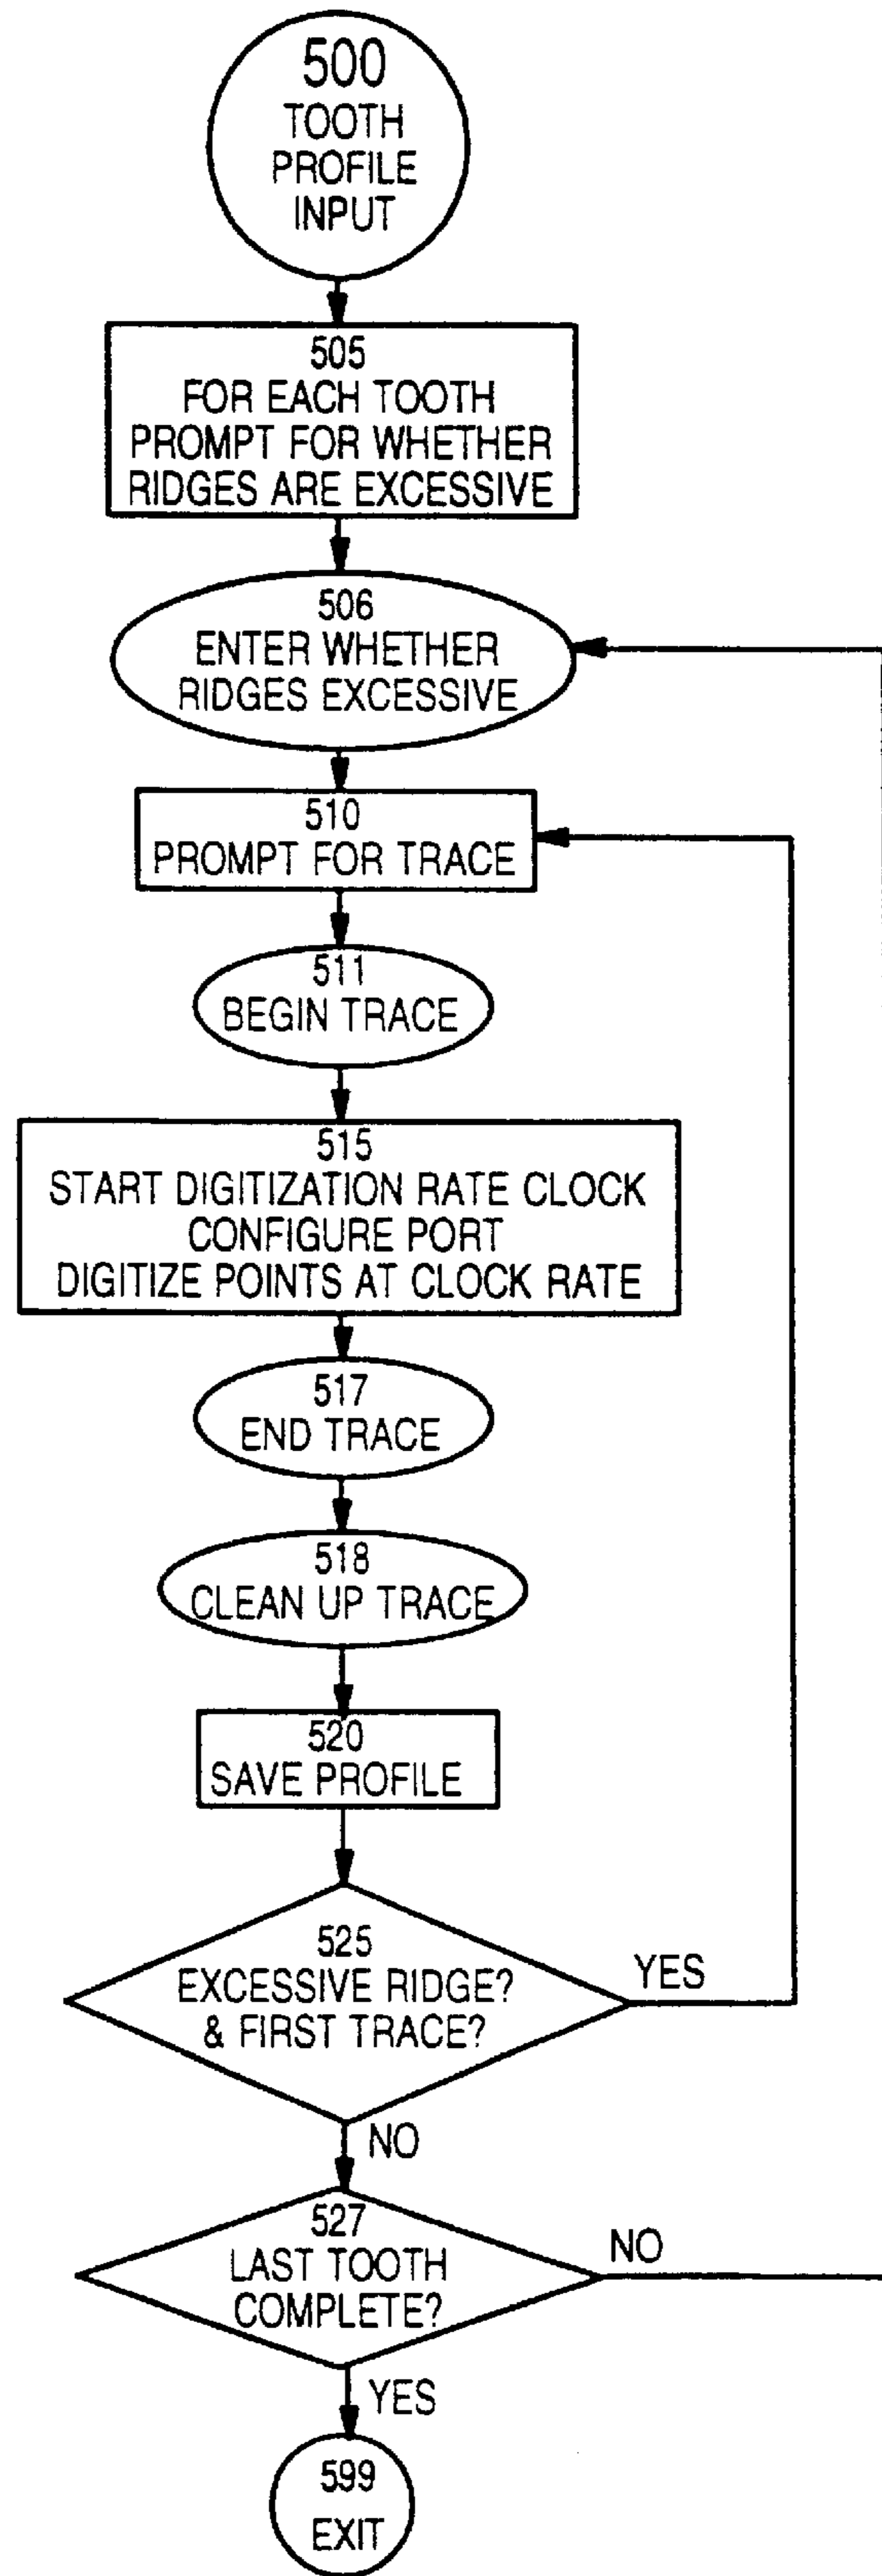 500
TOOTH
PROFILE
INPUT
505
FOR EACH TOOTH
PROMPT FOR WHETHER
RIDGES ARE EXCESSIVE
506
ENTER WHETHER
RIDGES EXCESSIVE
510
PROMPT FOR TRACE
511
BEGIN TRACE
515
START DIGITIZATION RATE CLOCK
CONFIGURE PORT
DIGITIZE POINTS AT CLOCK RATE
517
END TRACE
518
CLEAN UP TRACE
520
SAVE PROFILE
525
EXCESSIVE RIDGE?
& FIRST TRACE?
YES
NO
527
LAST TOOTH
COMPLETE?
NO
YES
599
EXIT